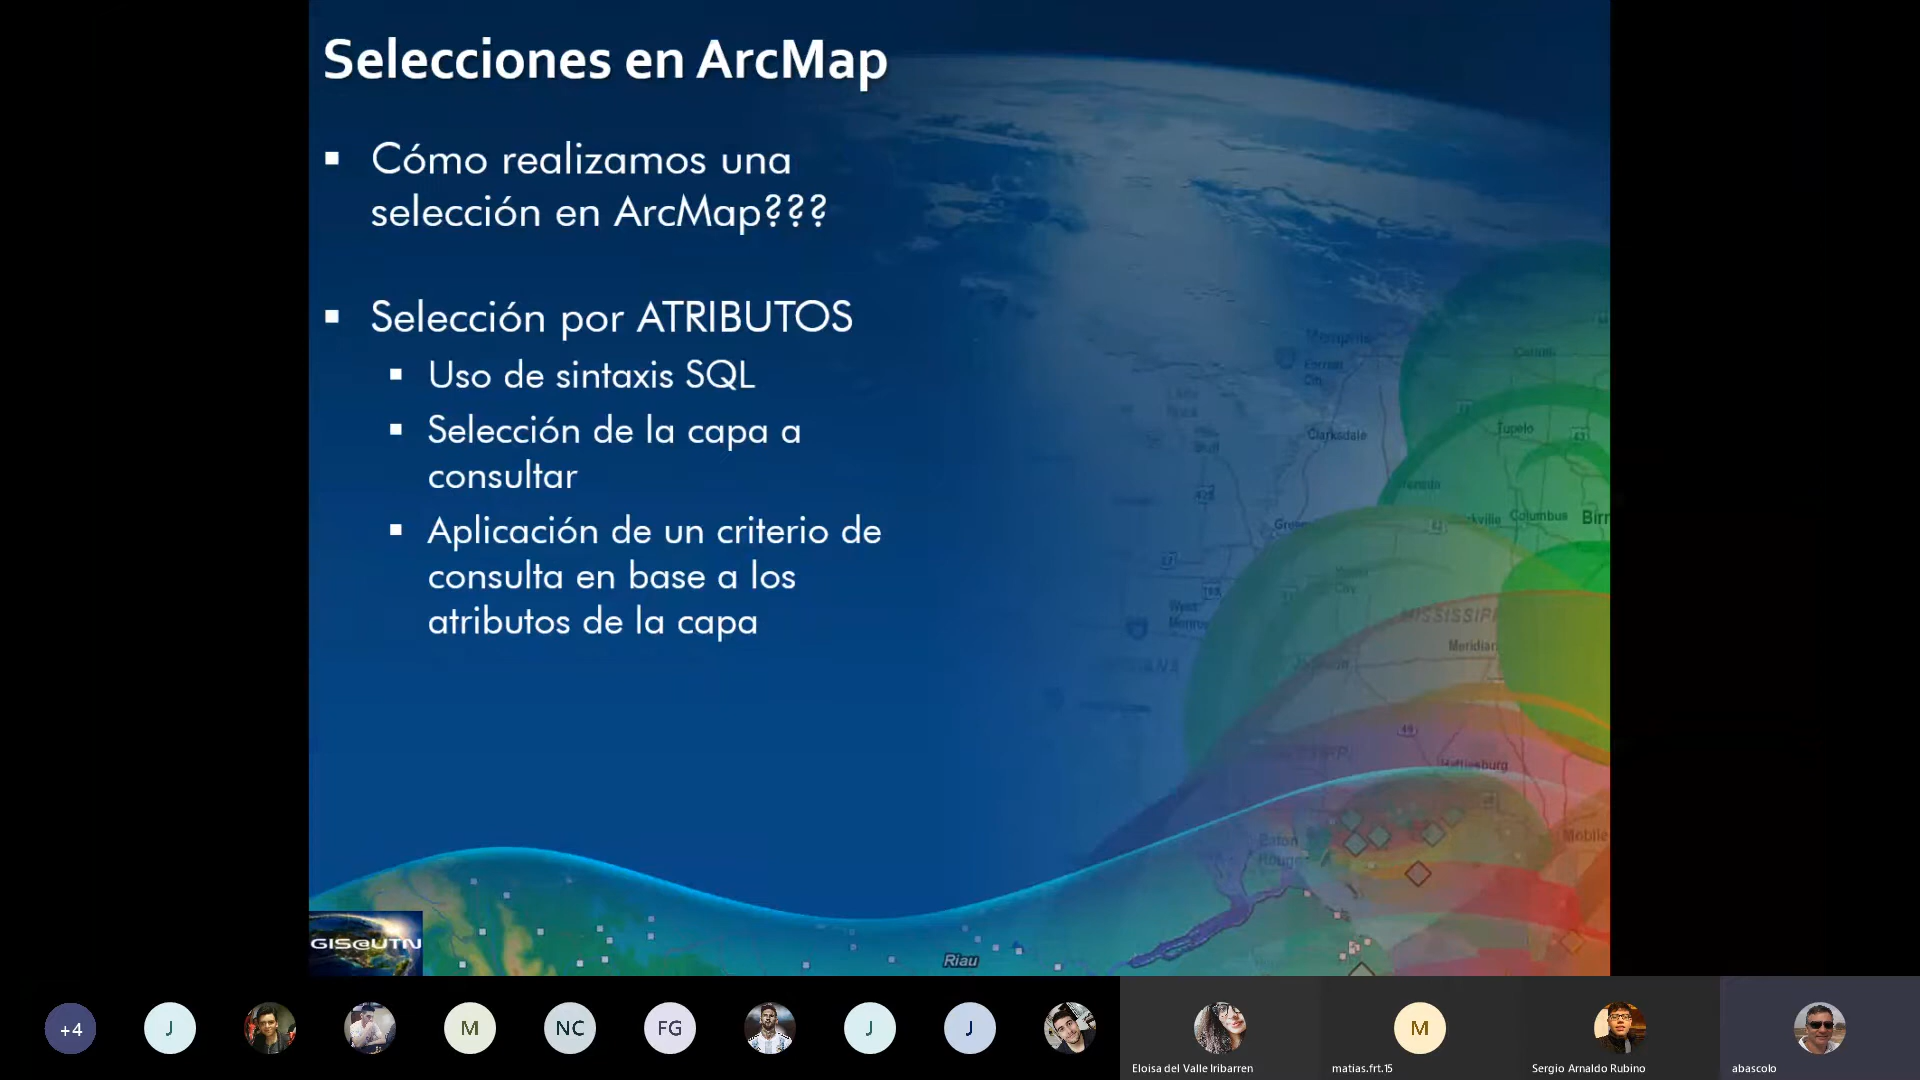 Selecciones en ArcMap
Cómo realizamos una
selección en ArcMap???
Selección por ATRIBUTOS
Uso de sintaxis SQL
Selección de la capa a
consultar
Aplicación de un criterio de
consulta en base a los
atributos de la capa
Clarksdale
Tupelo
Columbus
Birr
Meridian
Hattiesburg
Mobile
Baton
Rouge
Riau
GIS@UTN
+4
J
M
NC
FG
J
J
M
Eloisa del Valle Iribarren
matias.frt.15
Sergio Arnaldo Rubino
abascolo